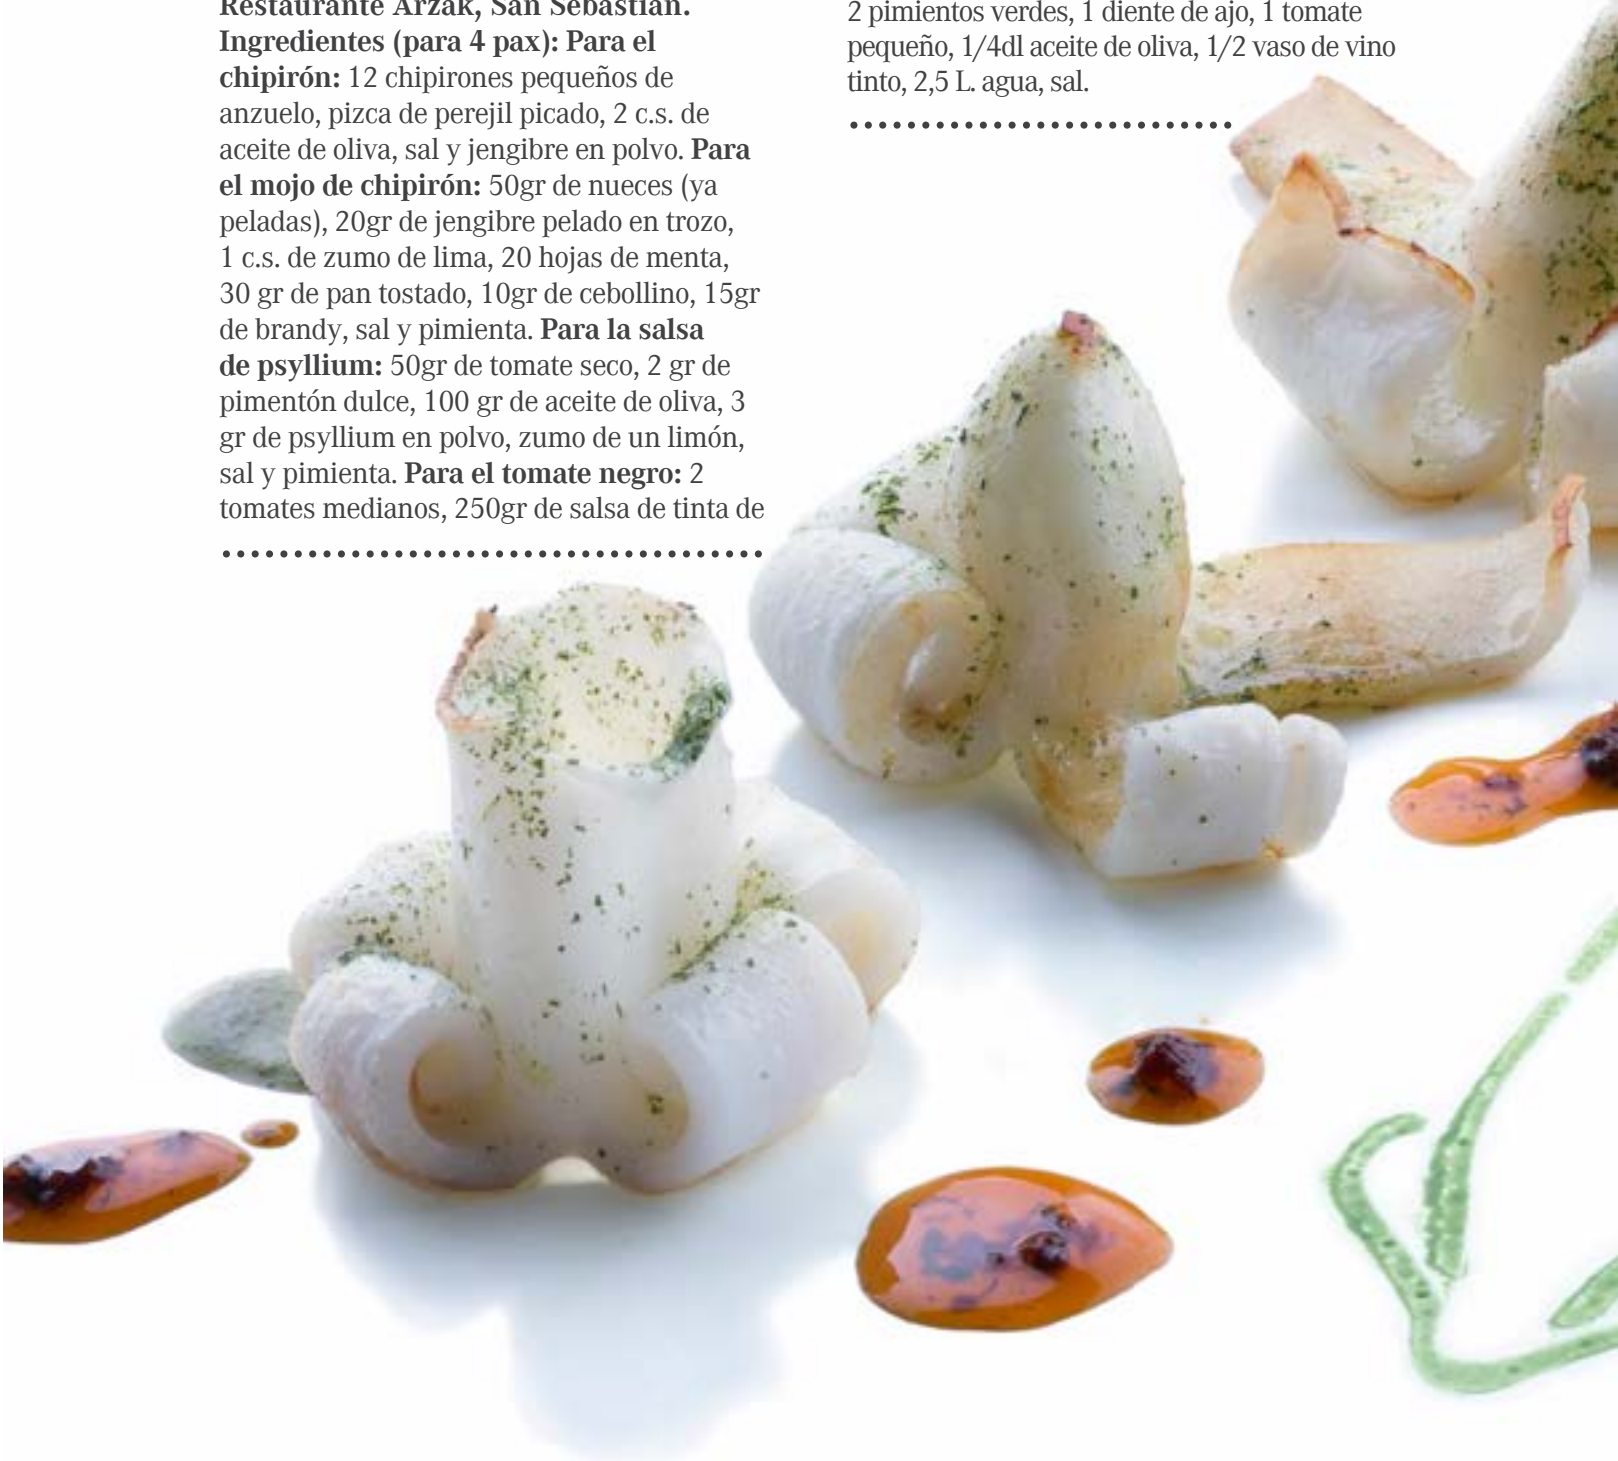 Restaurante Arzak, San Sebastián.
Ingredientes (para 4 pax): Para el
chipirón: 12 chipirones pequeños de
anzuelo, pizca de perejil picado, 2 c.s. de
aceite de oliva, sal y jengibre en polvo. Para
el mojo de chipirón: 50gr de nueces (ya
peladas), 20gr de jengibre pelado en trozo,
1 c.s. de zumo de lima, 20 hojas de menta,
30 gr de pan tostado, 10gr de cebollino, 15gr
de brandy, sal y pimienta. Para la salsa
de psyllium: 50gr de tomate seco, 2 gr de
pimentón dulce, 100 gr de aceite de oliva, 3
gr de psyllium en polvo, zumo de un limón,
sal y pimienta. Para el tomate negro: 2
tomates medianos, 250gr de salsa de tinta de
2 pimientos verdes, 1 diente de ajo, 1 tomate
pequeño, 1/4dl aceite de oliva, 1/2 vaso de vino
tinto, 2,5 L. agua, sal.